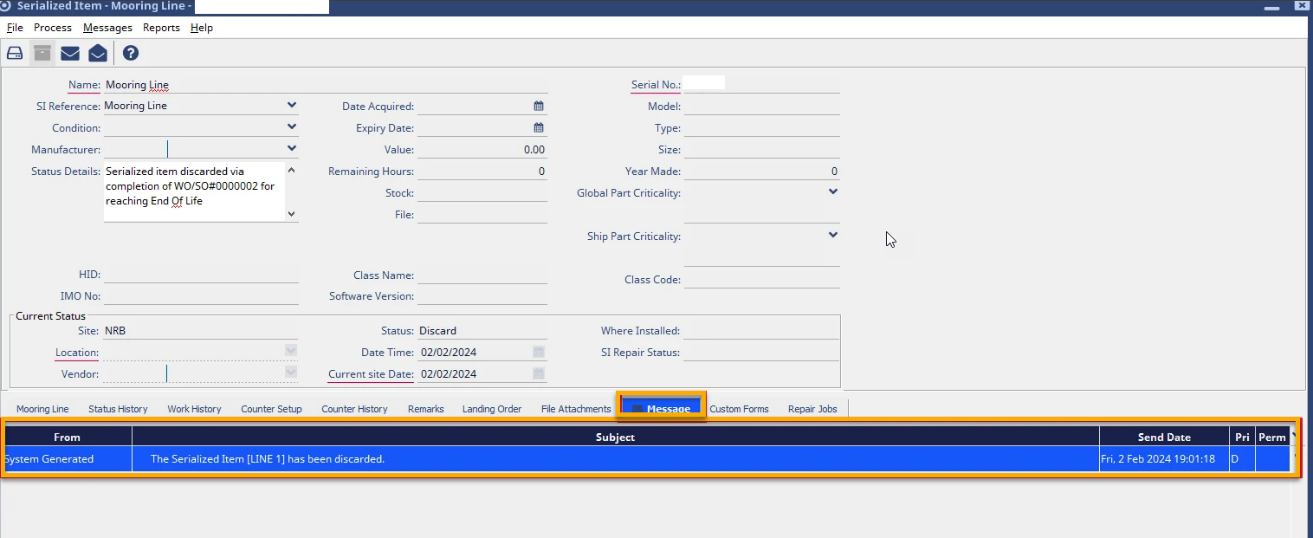 Serialized Item - Mooring Line -
File Process Messages Reports Help
Name: Mooring Line Serial No.:
SI Reference: Mooring Line Date Acquired: Model:
Condition: Expiry Date: Type:
Manufacturer: Value: 0.00 Size:
Status Details: Serialized item discarded via Remaining Hours: 0 Year Made: 0
completion of WO/SO#0000002 for Stock: Global Part Criticality:
reaching End Of Life
File:
Ship Part Criticality:
HID: Class Name: Class Code:
IMO No: Software Version:
Current Status
Site: NRB Status: Discard Where Installed:
Location: Date Time: 02/02/2024 SI Repair Status:
Vendor: Current site Date: 02/02/2024
Mooring Line Status History Work History Counter Setup Counter History Remarks Landing Order File Attachments Message Custom Forms Repair Jobs
From Subject Send Date Pri Perm
System Generated The Serialized Item [LINE 1] has been discarded. Fri, 2 Feb 2024 19:01:18 D